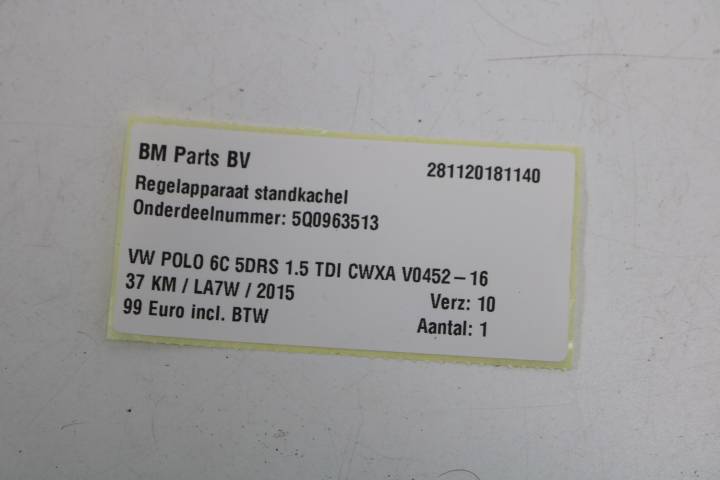 BM Parts BV 281120181140
Regelapparaat standkachel
Onderdeelnummer: 5Q0963513
VW POLO 6C 5DRS 1.5 TDI CWXA V0452-16
37 KM / LA7W / 2015 Verz: 10
99 Euro incl. BTW Aantal: 1